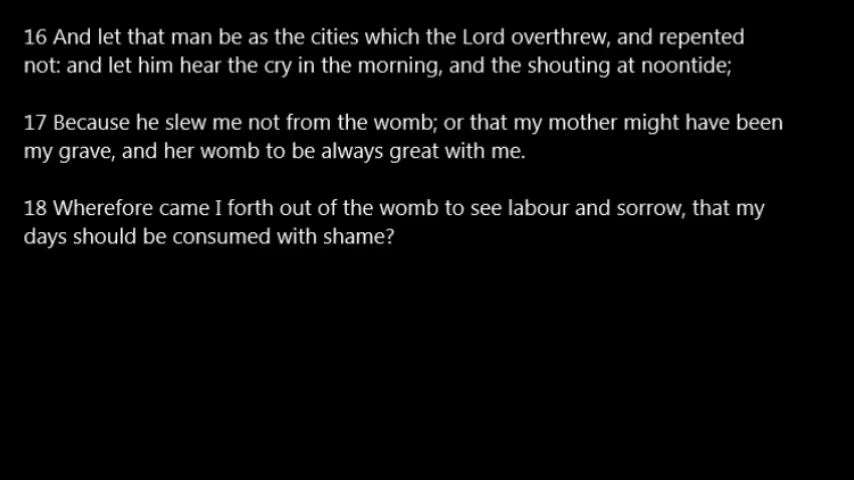 16 And let that man be as the cities which the Lord overthrew, and repented
not: and let him hear the cry in the morning, and the shouting at noontide;
17 Because he slew me not from the womb; or that my mother might have been
my grave, and her womb to be always great with me.
18 Wherefore came I forth out of the womb to see labour and sorrow, that my
days should be consumed with shame?